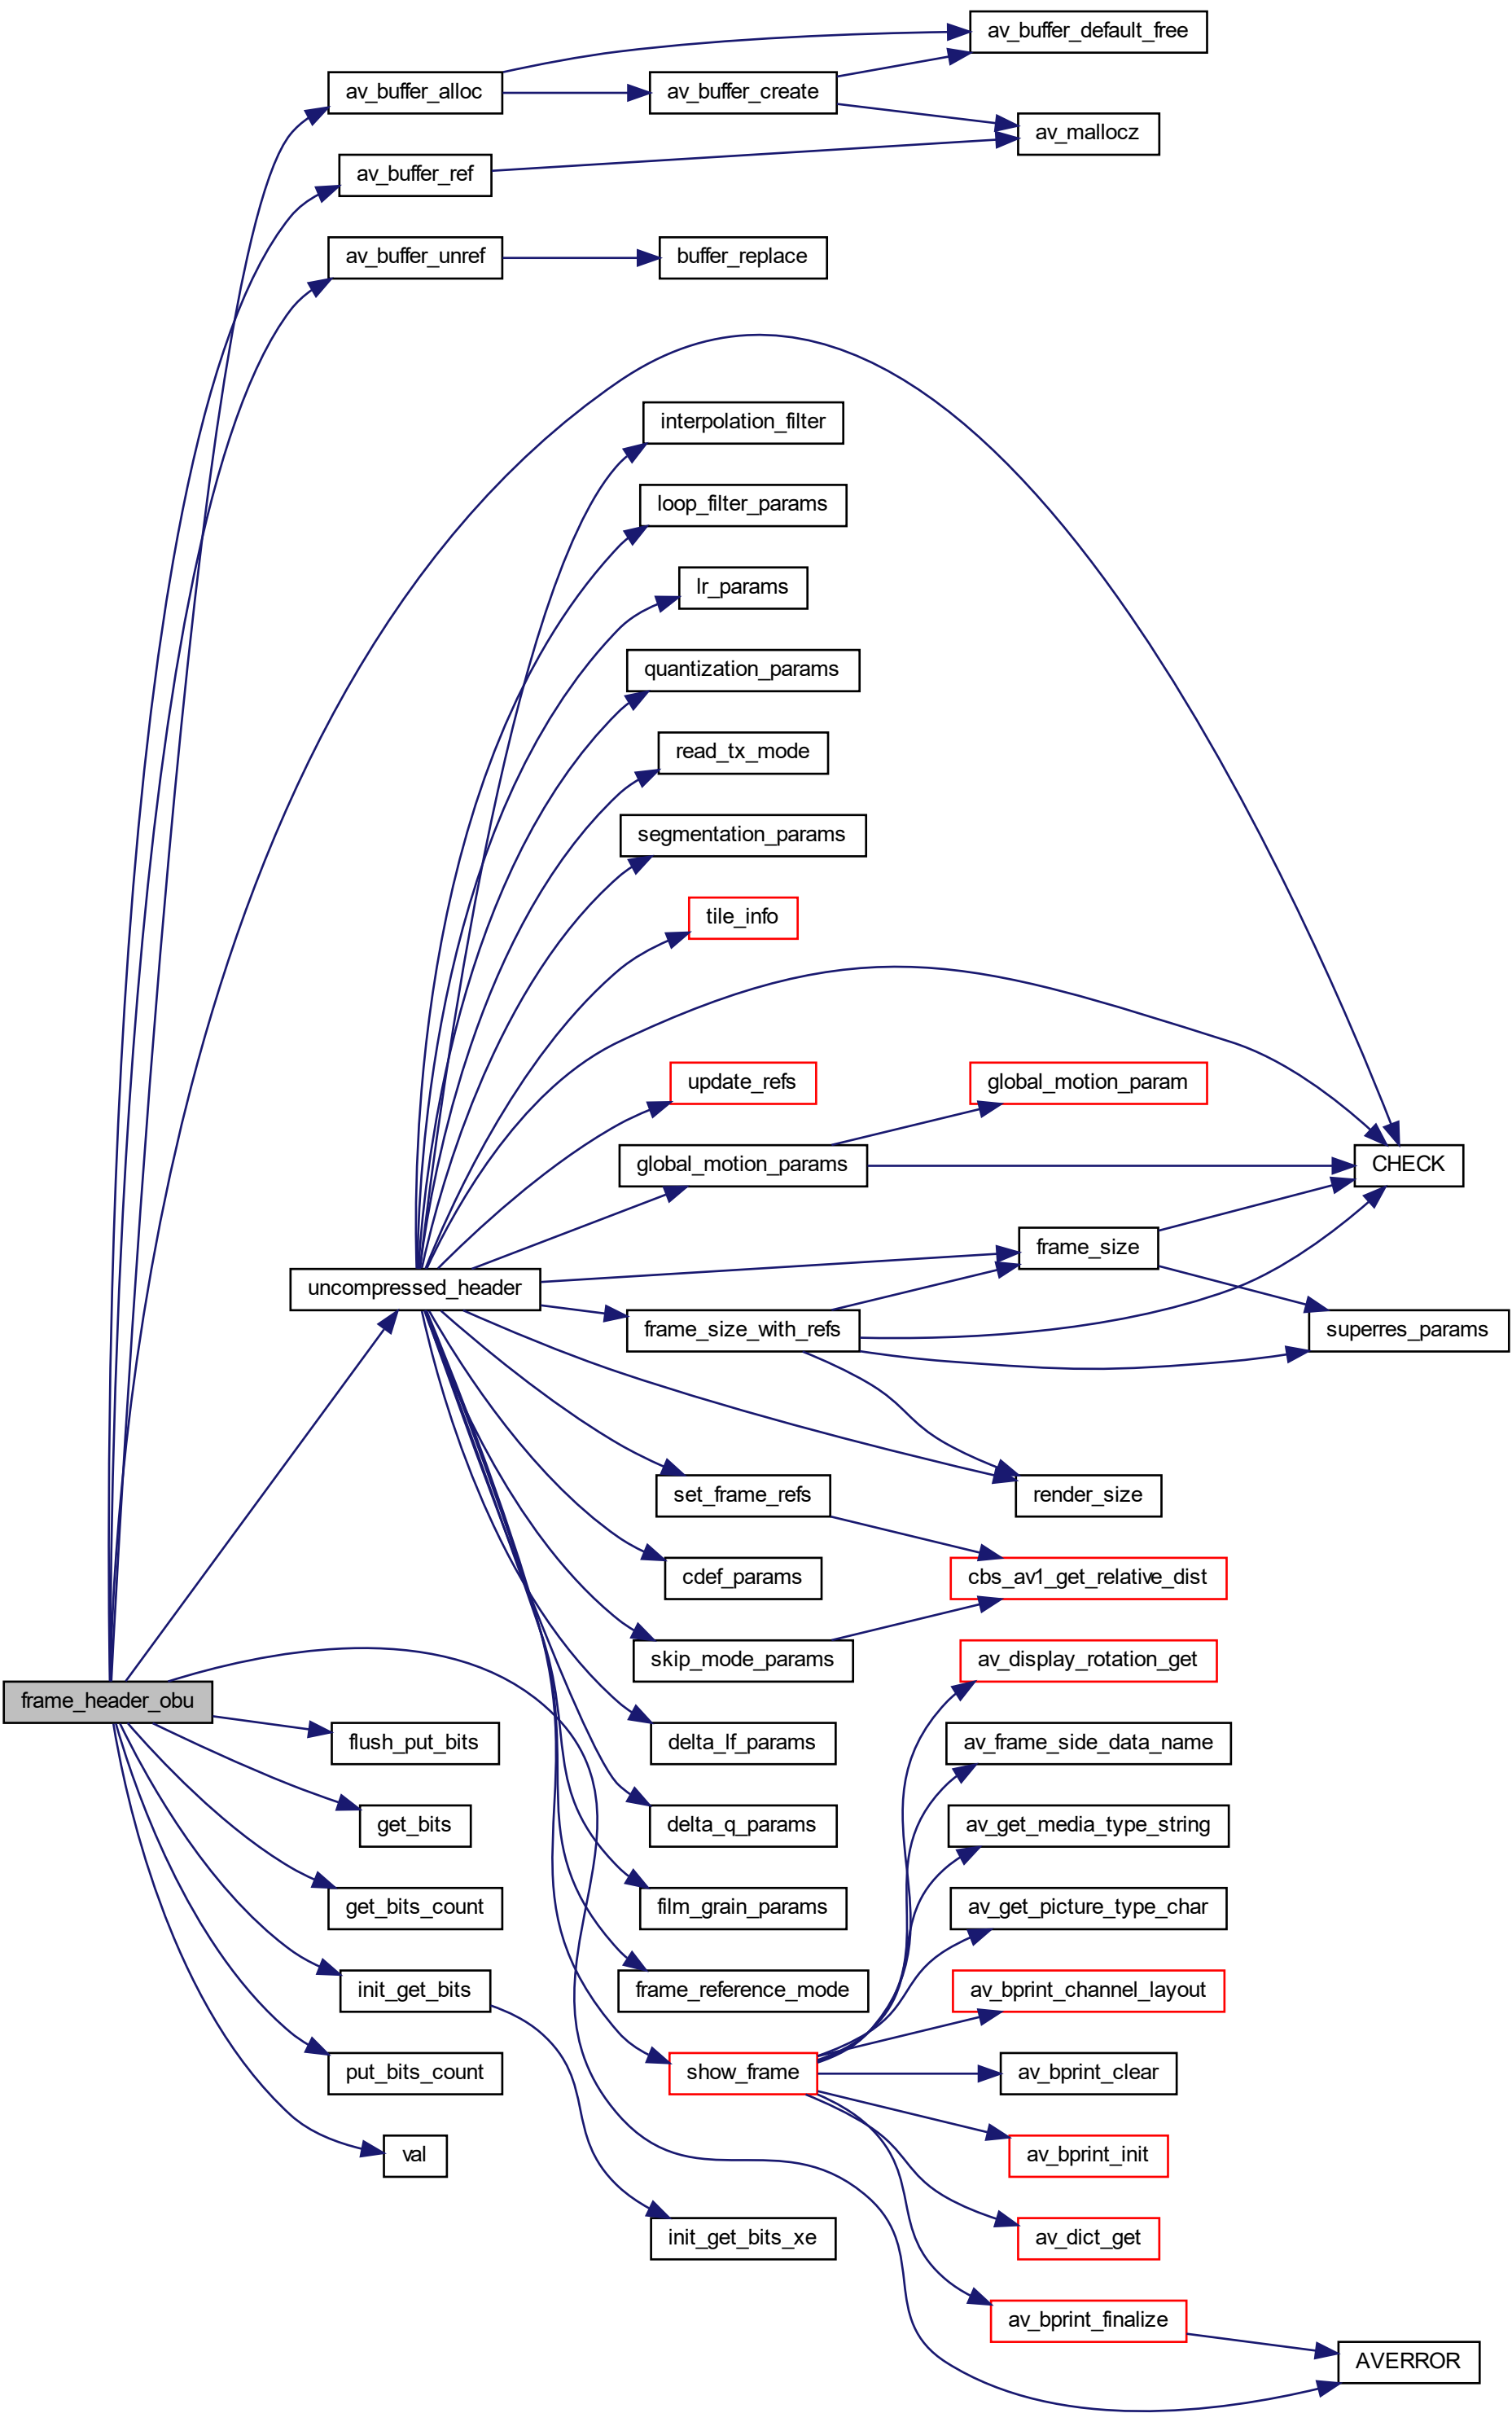 av_buffer_default_free
av_buffer_alloc
av_buffer_create
av_mallocz
av_buffer_ref
av_buffer_unref
buffer_replace
interpolation_filter
loop_filter_params
lr_params
quantization_params
read_tx_mode
segmentation_params
tile_info
update_refs
global_motion_param
global_motion_params
CHECK
frame_size
uncompressed_header
frame_size_with_refs
superres_params
set_frame_refs
render_size
cdef_params
cbs_av1_get_relative_dist
skip_mode_params
av_display_rotation_get
frame_header_obu
flush_put_bits
delta_lf_params
av_frame_side_data_name
get_bits
delta_q_params
av_get_media_type_string
get_bits_count
film_grain_params
av_get_picture_type_char
init_get_bits
frame_reference_mode
av_bprint_channel_layout
put_bits_count
show_frame
av_bprint_clear
val
av_bprint_init
init_get_bits_xe
av_dict_get
av_bprint_finalize
AVERROR